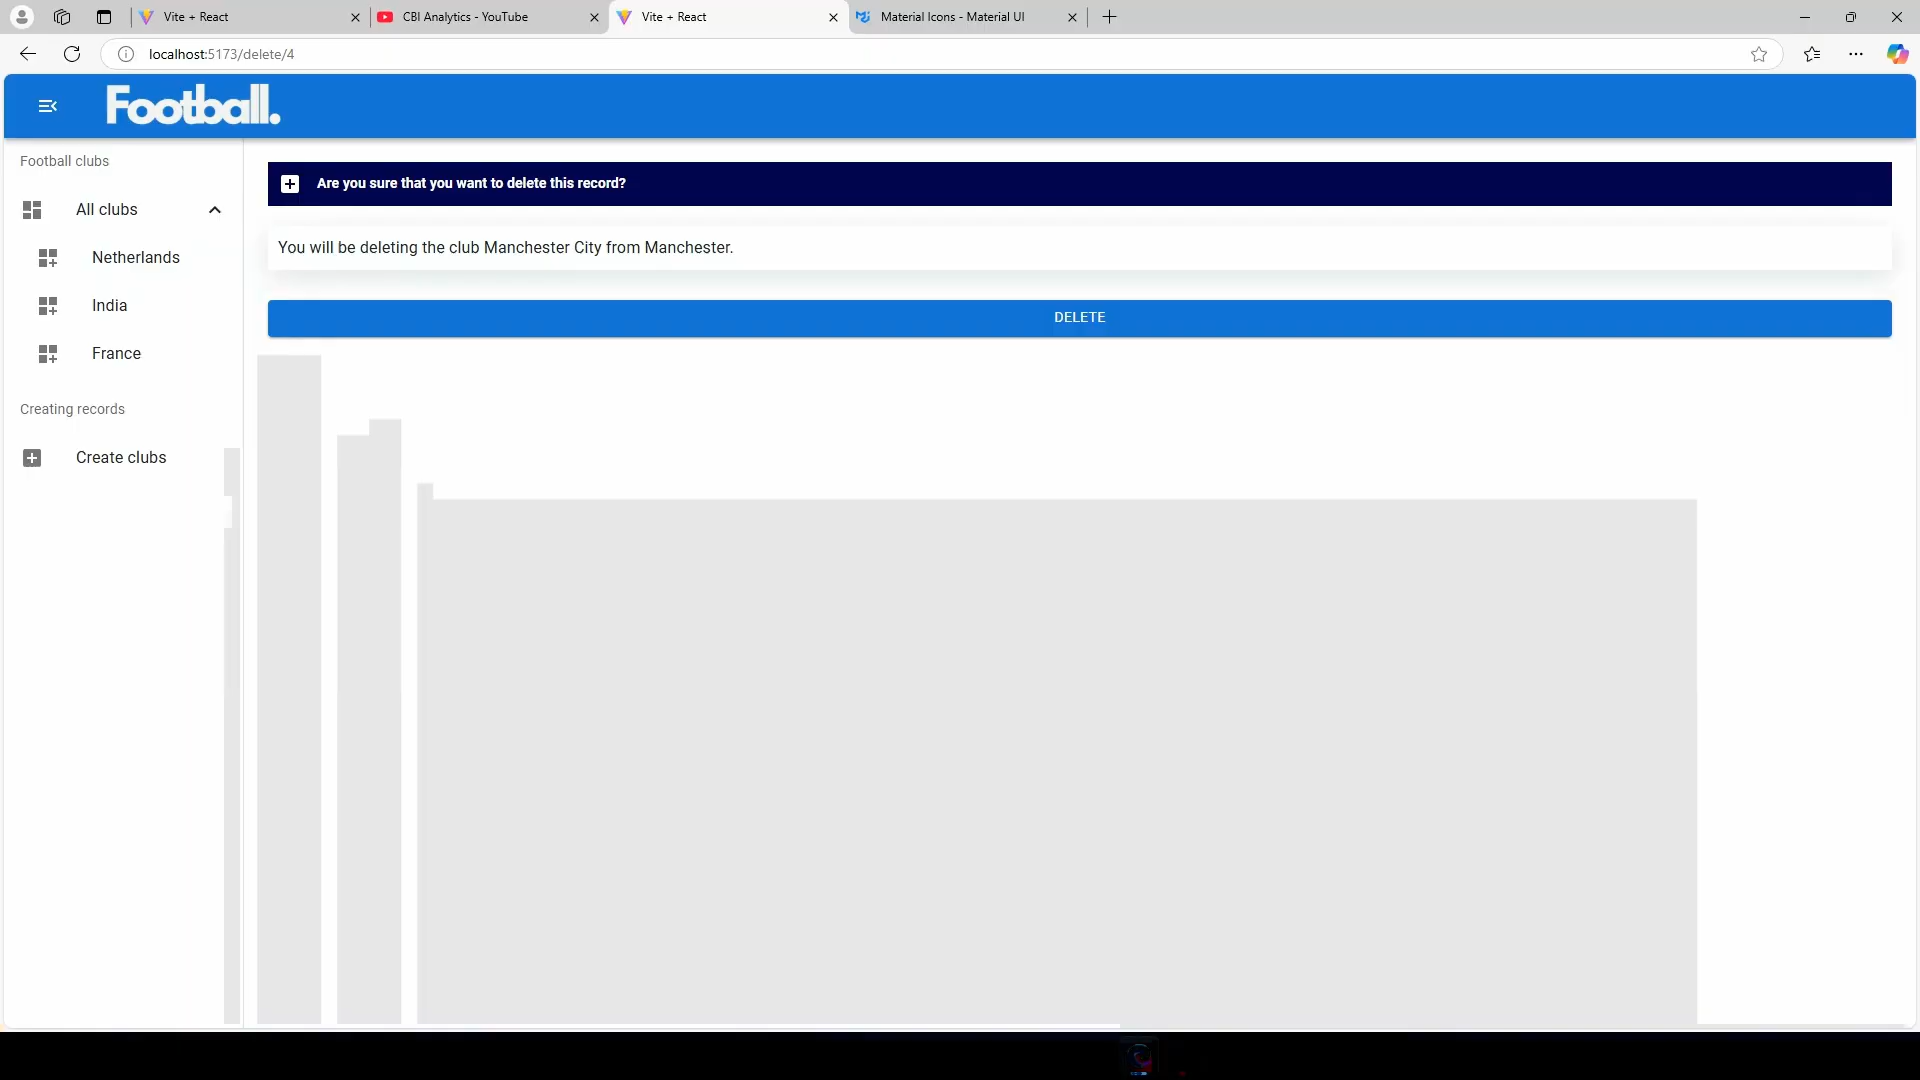 Vite + React
CBI Analytics - YouTube
Vite + React
Material Icons - Material UI
localhost:5173/delete/4
Football.
Football clubs
All clubs
Netherlands
India
France
Creating records
Create clubs
Are you sure that you want to delete this record?
You will be deleting the club Manchester City from Manchester.
DELETE